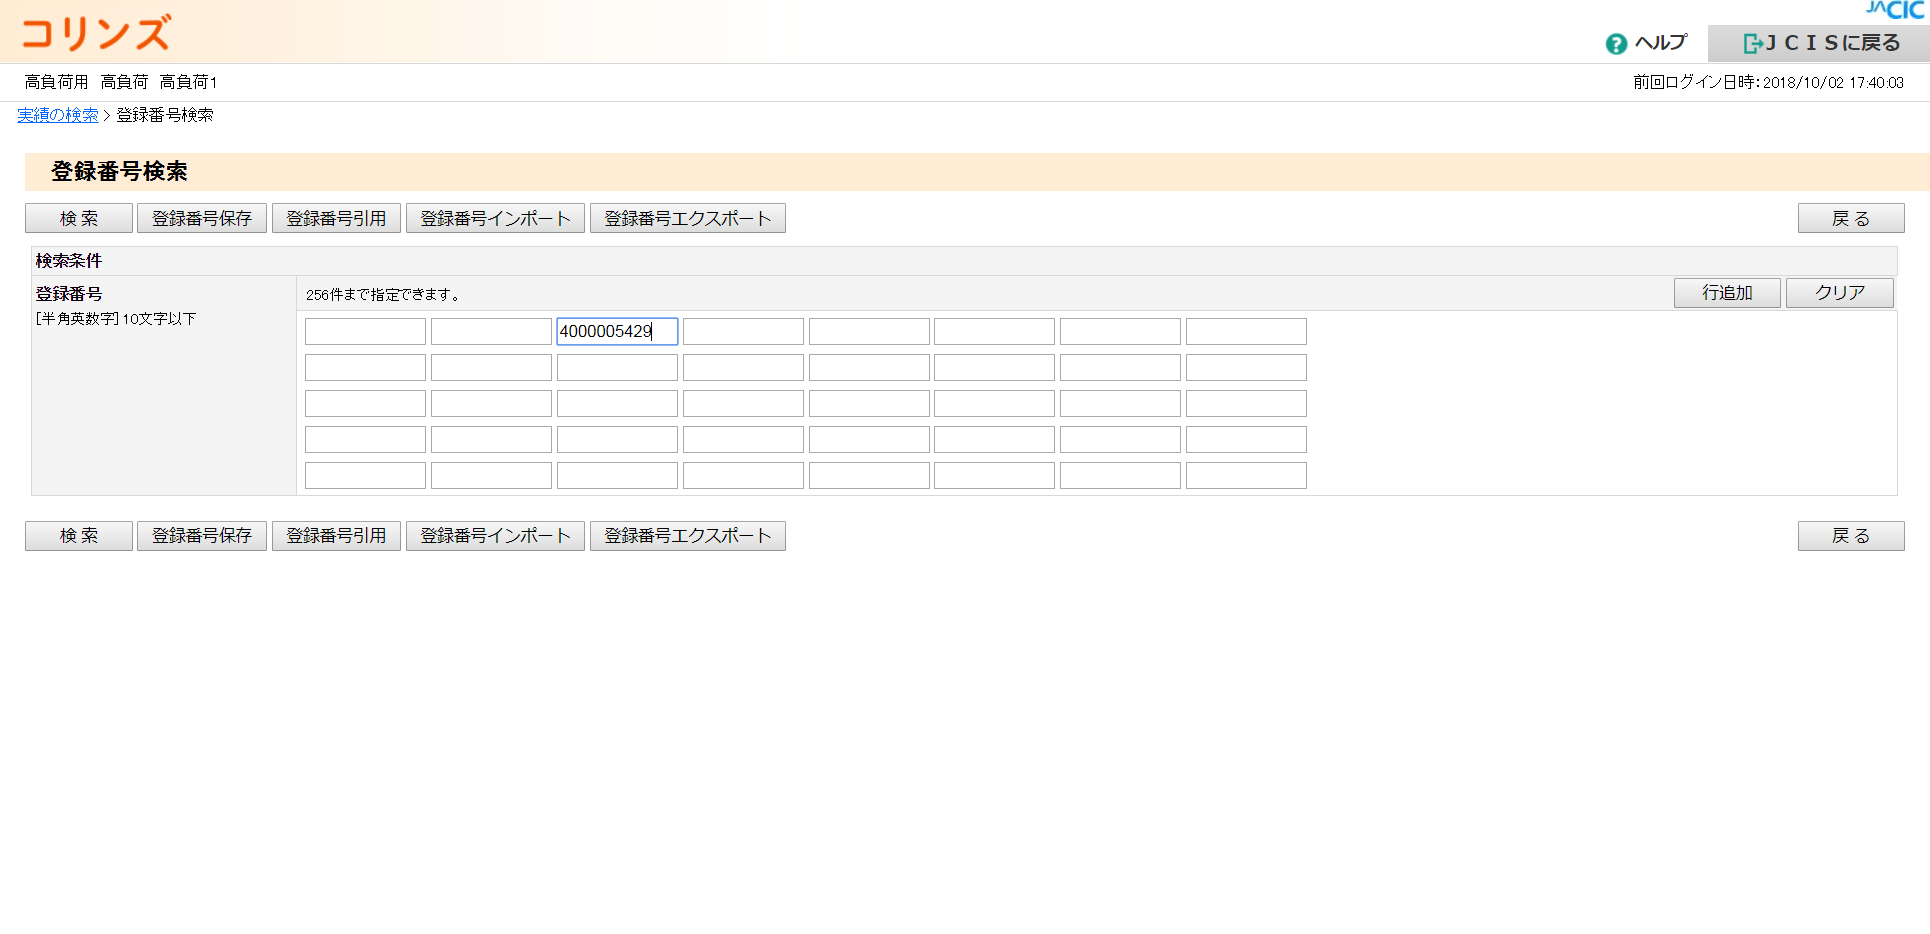 コリンズ
JACIC
ヘルプ
ＪＣＩＳに戻る
高負荷用 高負荷 高負荷1
前回ログイン日時:2018/10/02 17:40:03
実績の検索 > 登録番号検索
登録番号検索
検 索 登録番号保存 登録番号引用 登録番号インポート 登録番号エクスポート 戻 る
検索条件
登録番号
[半角英数字] 10文字以下
256件まで指定できます。
行追加 クリア
4000005429
検 索 登録番号保存 登録番号引用 登録番号インポート 登録番号エクスポート 戻 る